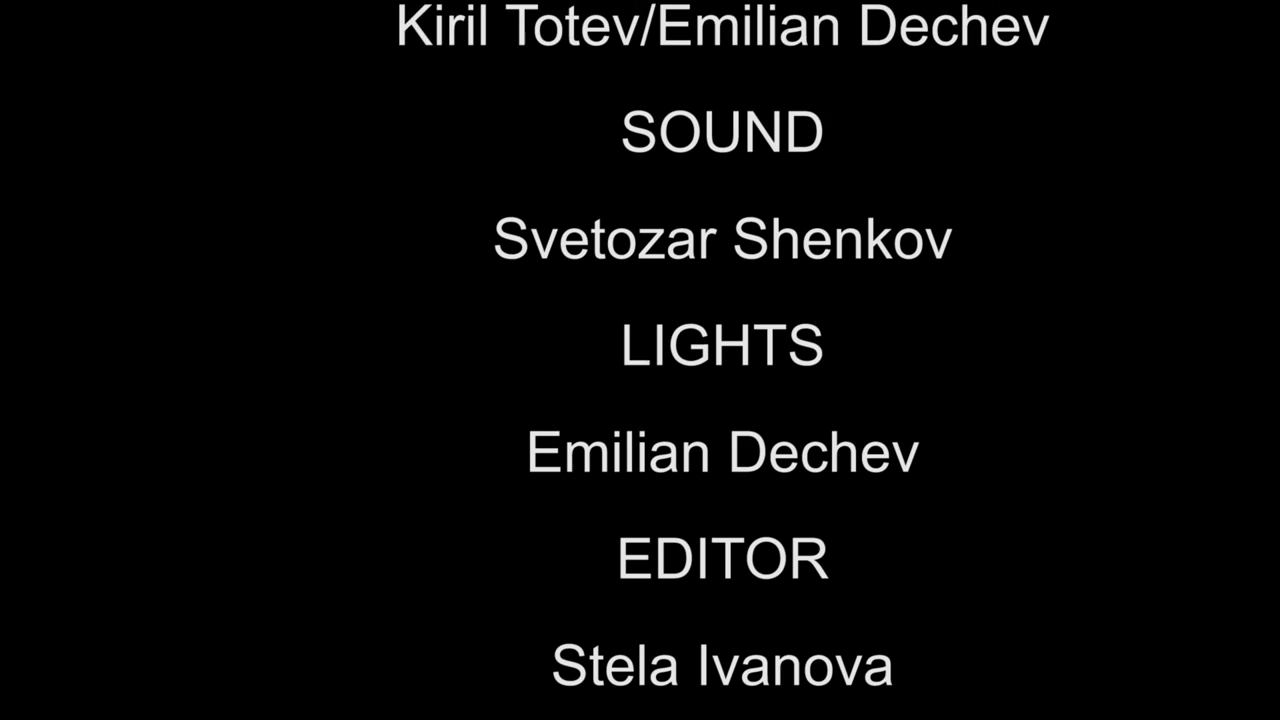 Kiril Totev/Emilian Dechev
SOUND
Svetozar Shenkov
LIGHTS
Emilian Dechev
EDITOR
Stela Ivanova